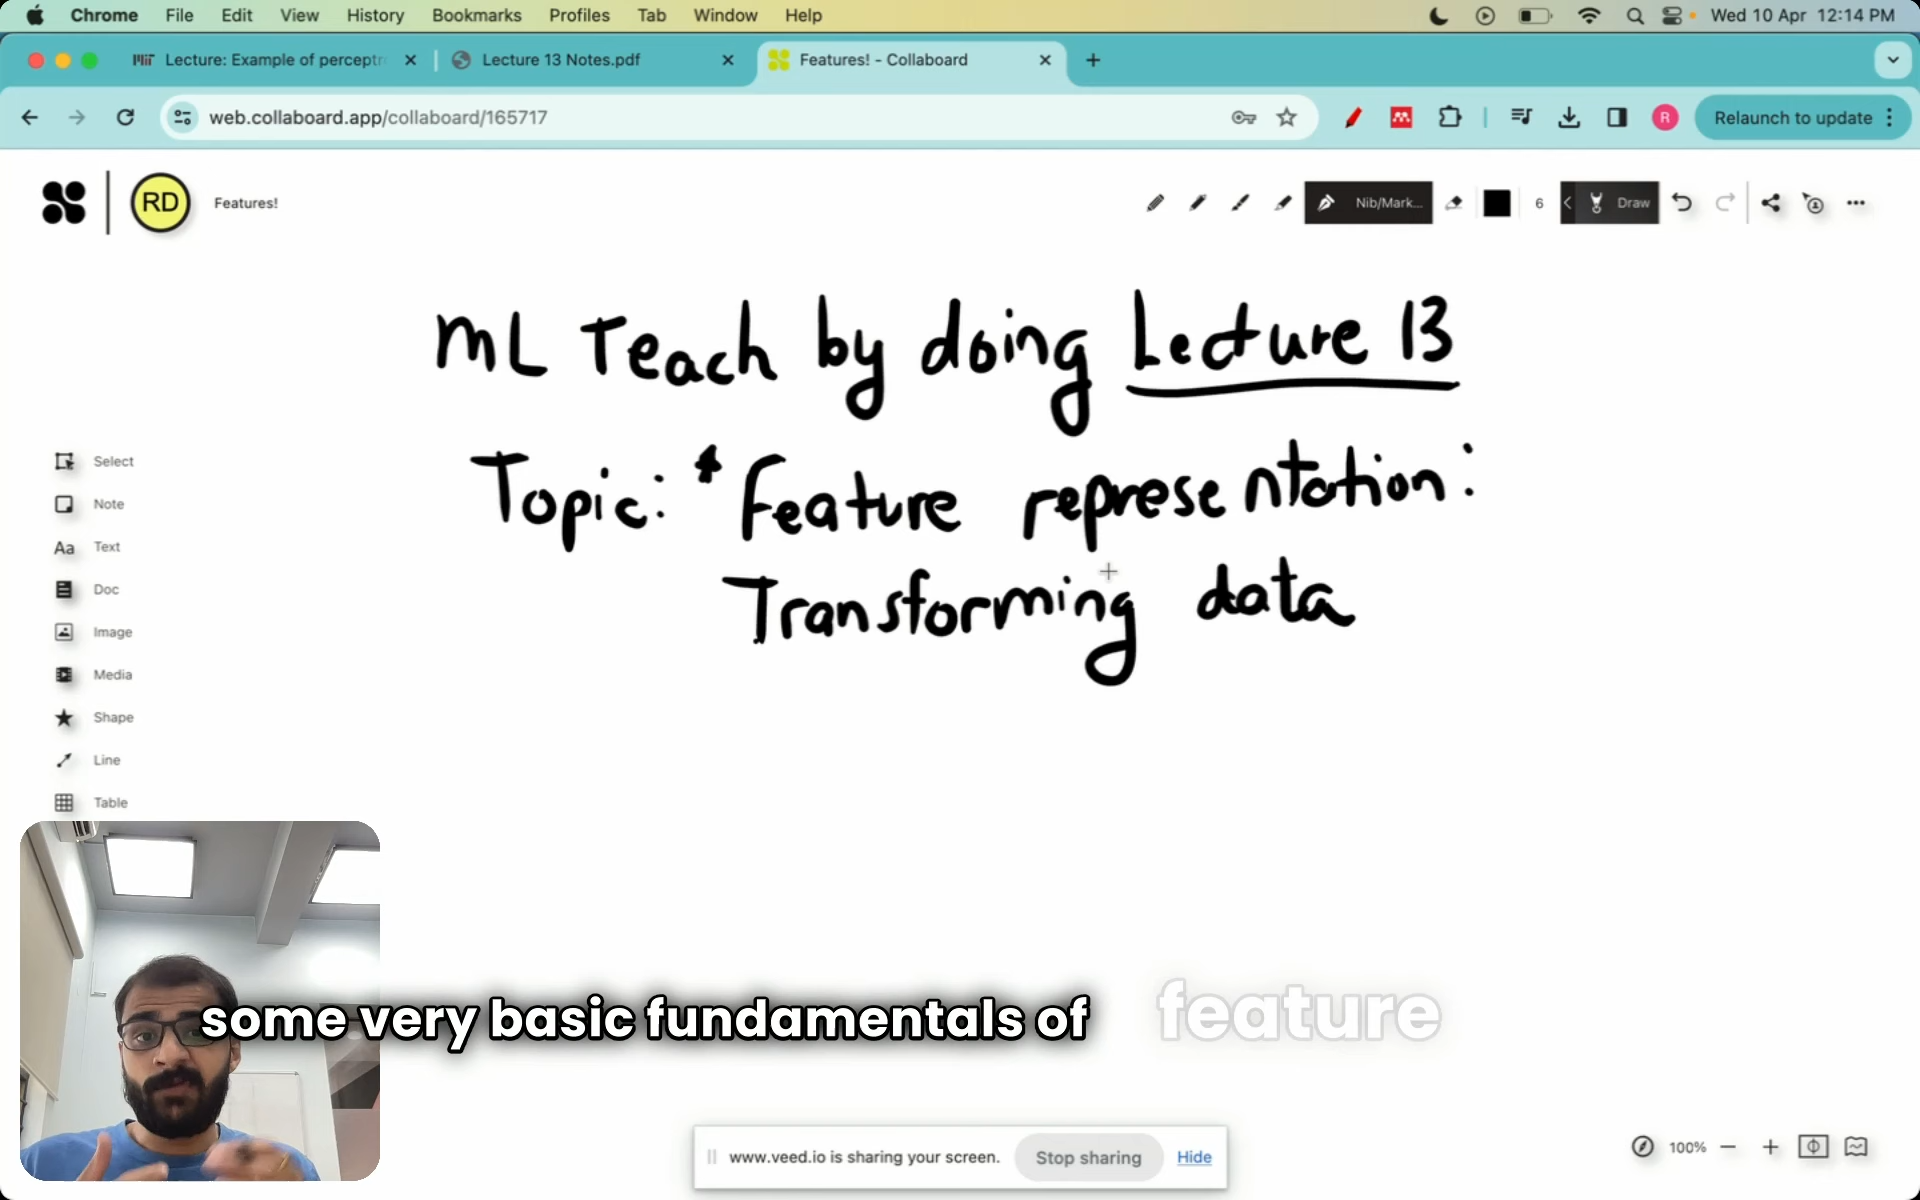 Chrome File Edit View History Bookmarks Profiles Tab Window Help Wed 10 Apr 12:14 PM
Lecture: Example of perceptr Lecture 13 Notes.pdf Features! - Collaboard
web.collaboard.app/collaboard/165717 R Relaunch to update
RD Features! Nib/Mark... 6 Draw
ML Teach by doing Lecture 13
Topic: * Feature representation:
Transforming data
Select
Note
Aa Text
Doc
Image
Media
Shape
Line
Table
some very basic fundamentals of feature
www.veed.io is sharing your screen. Stop sharing Hide
100%